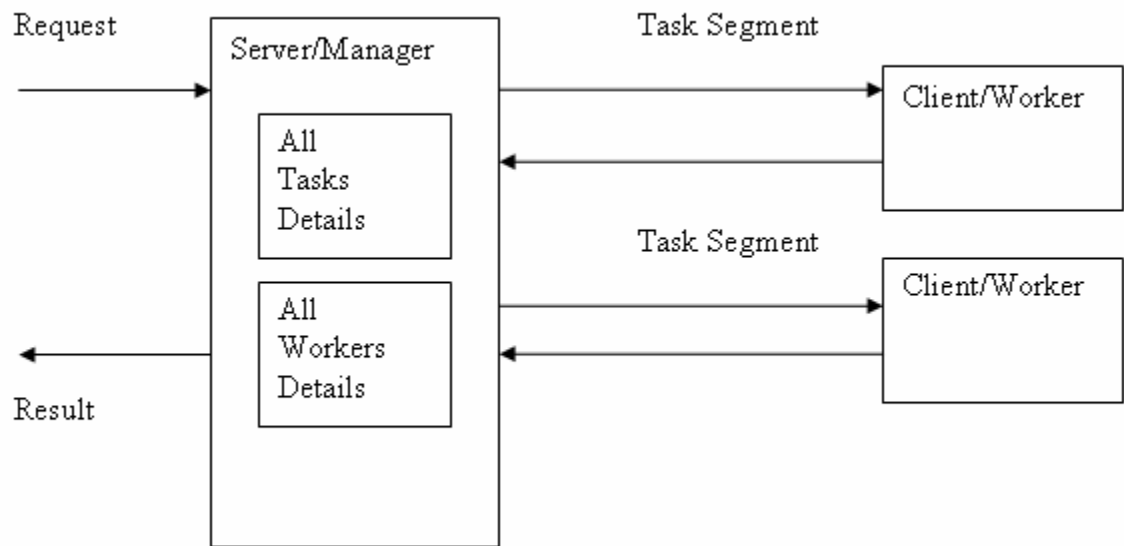 Request
Server/Manager
All
Tasks
Details
All
Workers
Details
Result
Task Segment
Client/Worker
Task Segment
Client/Worker